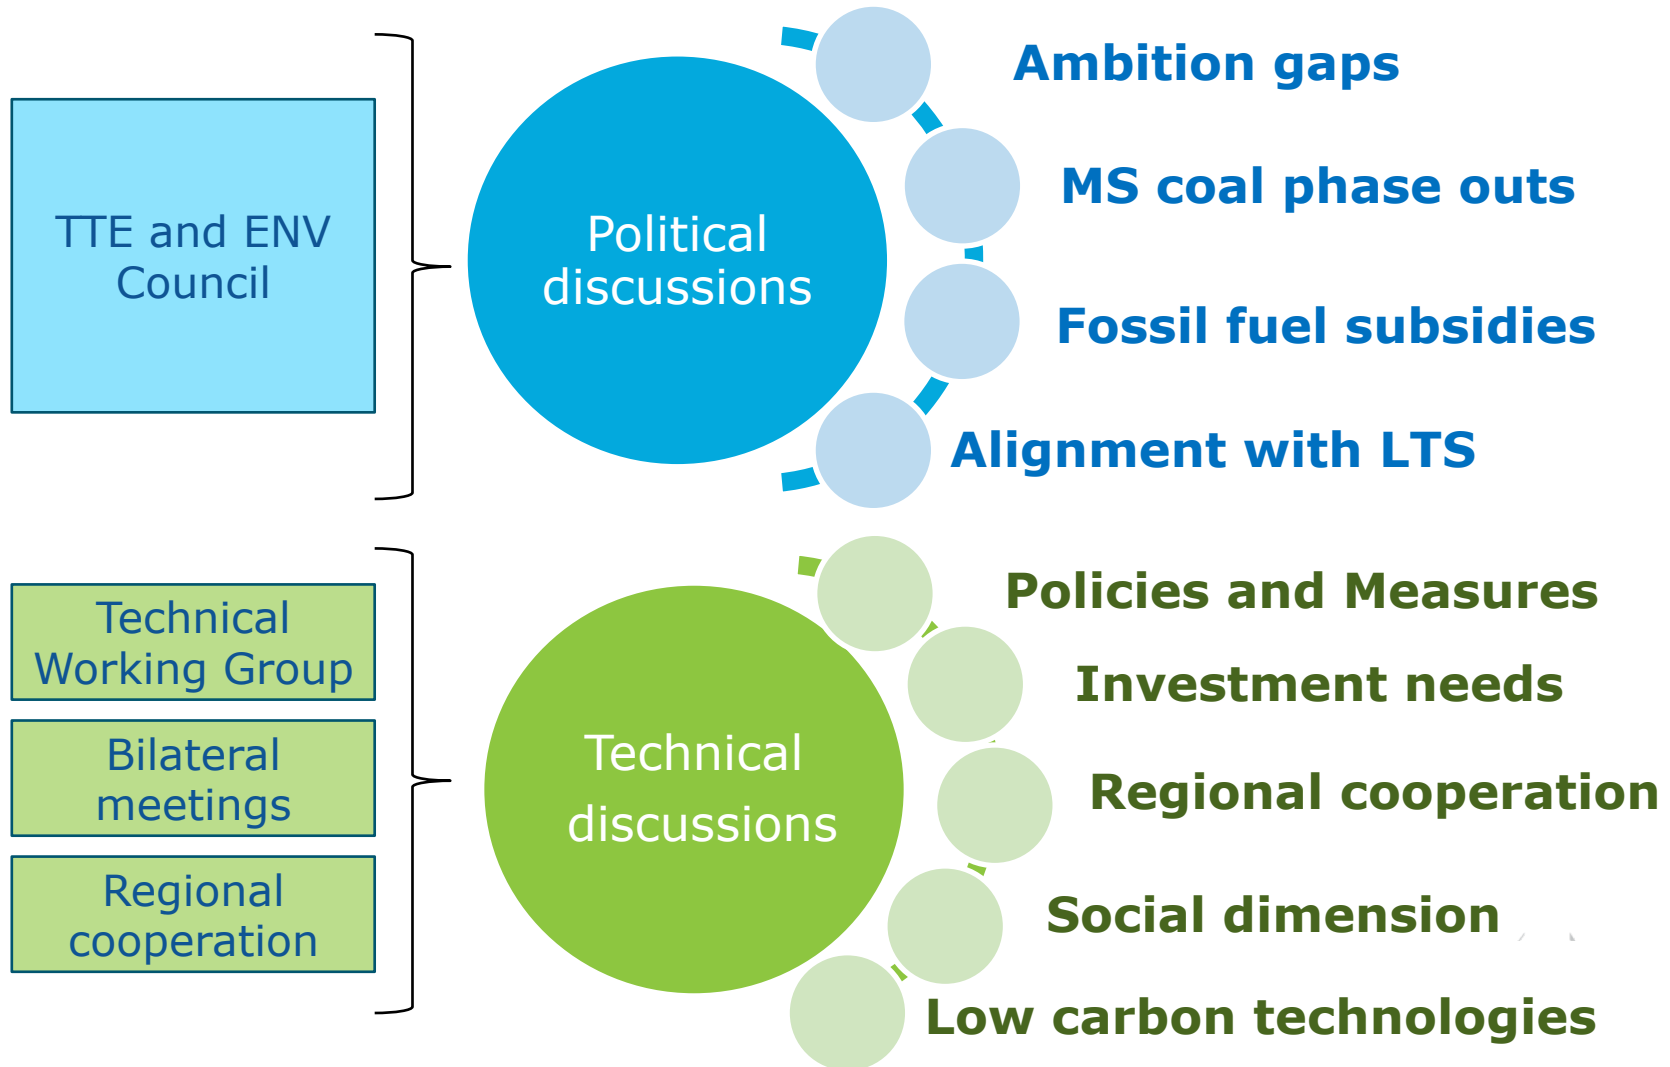 TTE and ENV
Council
Political
discussions
Ambition gaps
MS coal phase outs
Fossil fuel subsidies
Alignment with LTS
Technical
Working Group
Bilateral
meetings
Regional
cooperation
Technical
discussions
Policies and Measures
Investment needs
Regional cooperation
Social dimension
Low carbon technologies